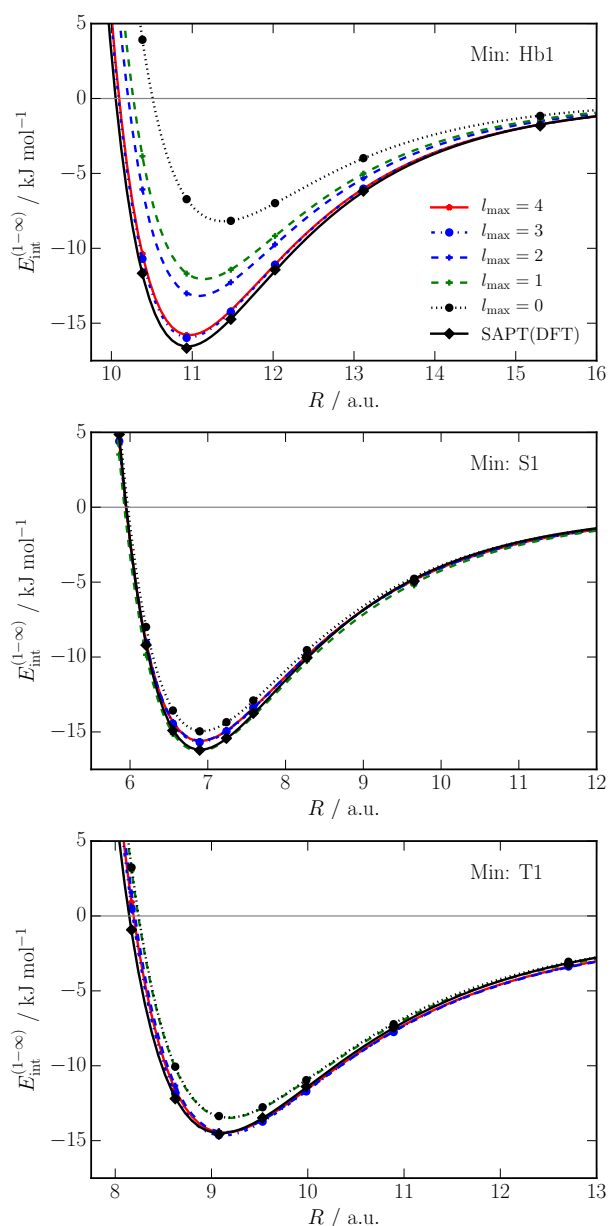 5
0
−5
−10
−15
10 11 12 13 14 15 16
R / a.u.
E_int^(1−∞) / kJ mol^−1
Min: Hb1
l_max = 4
l_max = 3
l_max = 2
l_max = 1
l_max = 0
SAPT(DFT)
5
0
−5
−10
−15
6 7 8 9 10 11 12
R / a.u.
E_int^(1−∞) / kJ mol^−1
Min: S1
5
0
−5
−10
−15
8 9 10 11 12 13
R / a.u.
E_int^(1−∞) / kJ mol^−1
Min: T1